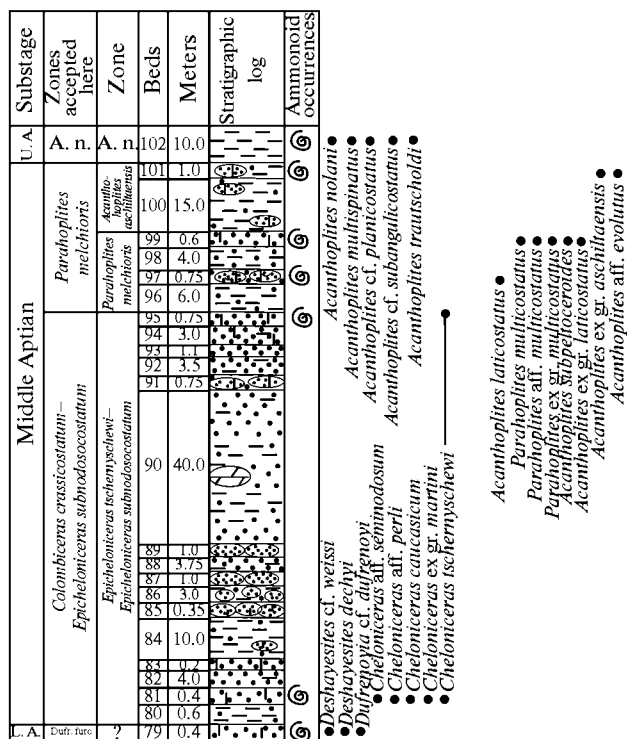 Substage
Zones accepted here
Zone
Beds
Meters
Stratigraphic log
Ammonoid occurrences
U. A.
A. n.
A. n.
102 10.0
Middle Aptian
Parahoplites melchioris
Acantho-
hoplites
aschiltaensis
101 1.0
100 15.0
Parahoplites
melchioris
99 0.6
98 4.0
97 0.75
96 6.0
Colombiceras crassicostatum–
Epicheloniceras subnodosocostatum
Epicheloniceras tschernyschewi–
Epicheloniceras subnodosocostatum
95 0.75
94 3.0
93 1.1
92 3.5
91 0.75
90 40.0
89 1.0
88 3.75
87 1.0
86 3.0
85 0.35
84 10.0
83 0.2
82 4.0
81 0.4
80 0.6
L. A.
Dufr. furc
?
79 0.4
Deshayesites cf. weissi
Deshayesites dechyi
Dufrenoyia cf. dufrenoyi
Cheloniceras aff. seminodosum
Cheloniceras aff. perli
Cheloniceras caucasicum
Cheloniceras ex gr. martini
Cheloniceras tschernyschewi
Acanthoplites nolani
Acanthoplites multispinatus
Acanthoplites cf. planicostatus
Acanthoplites cf. subangulicostatus
Acanthoplites trautscholdi
Acanthoplites laticostatus
Parahoplites multicostatus
Parahoplites aff. multicostatus
Parahoplites ex gr. multicostatus
Acanthoplites subpeltoceroides
Acanthoplites ex gr. laticostatus
Acanthoplites ex gr. aschiltaensis
Acanthoplites aff. evolutus